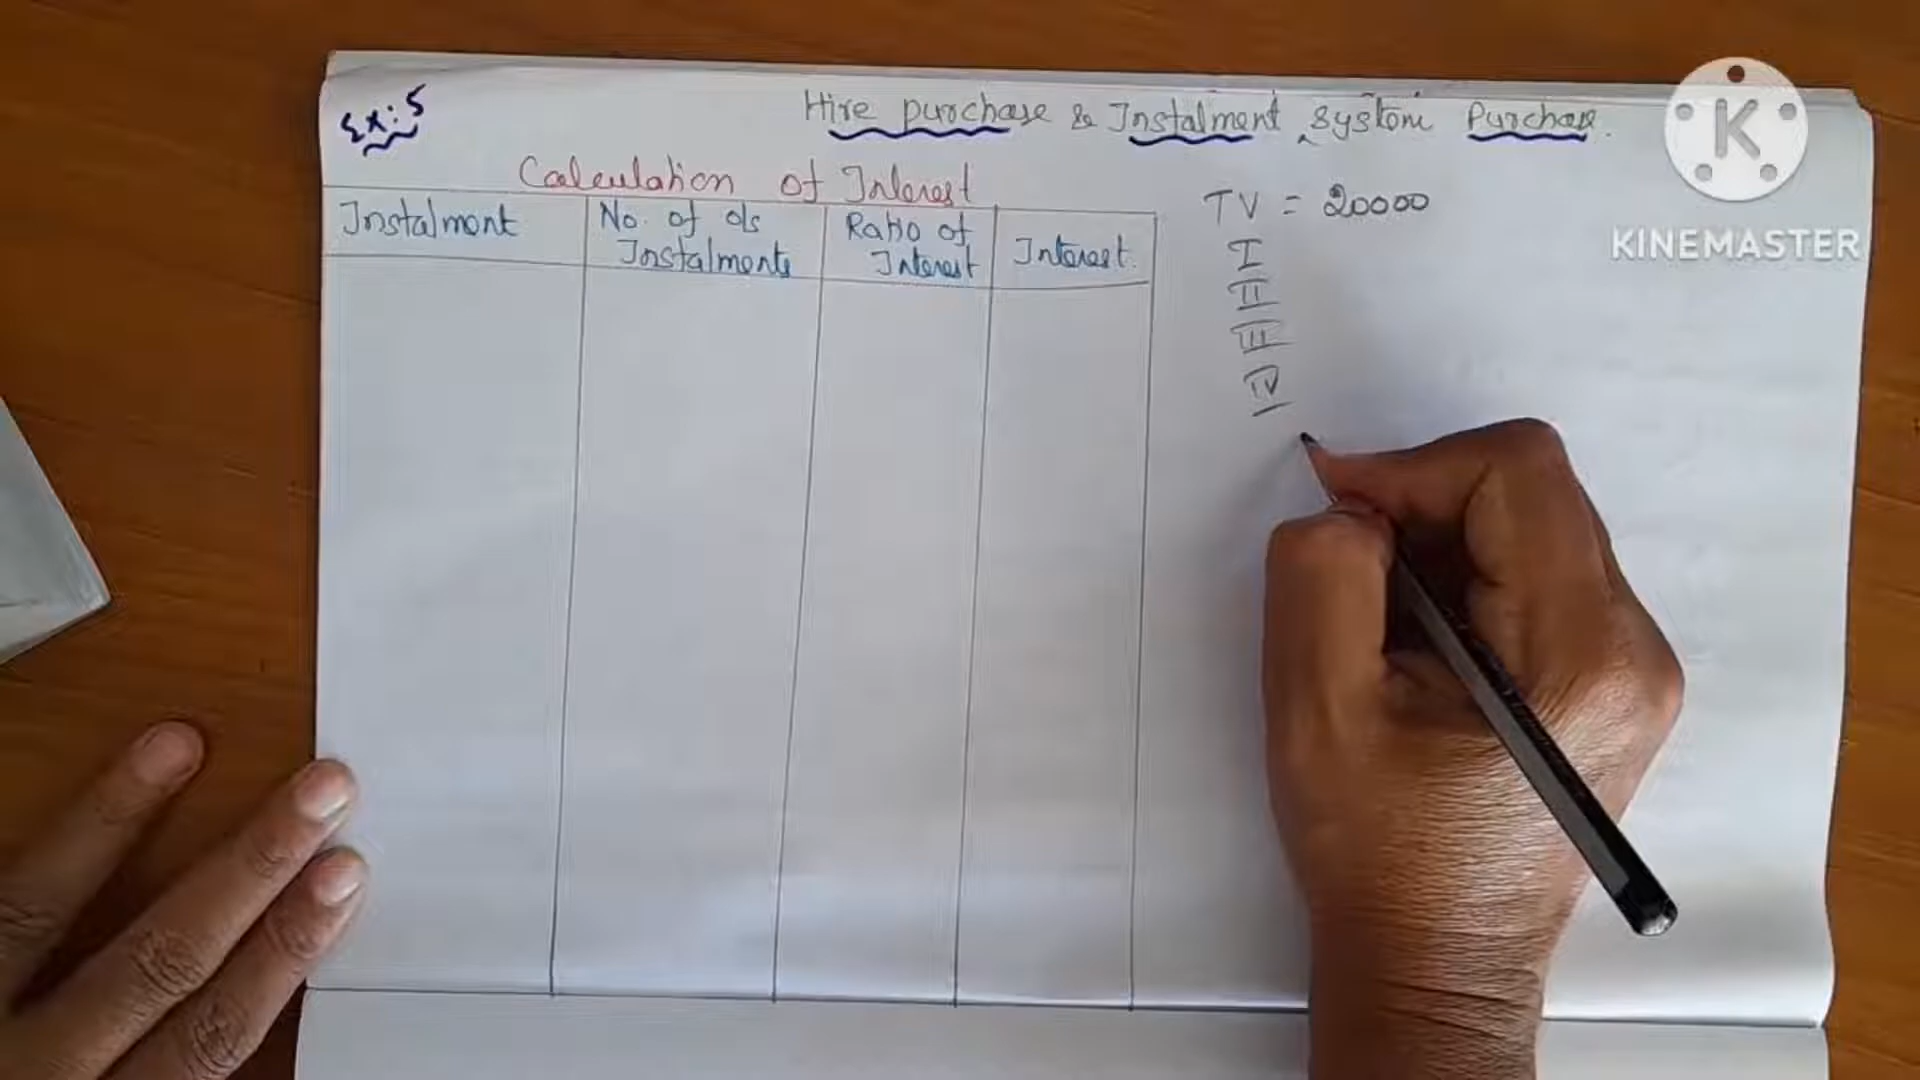 Ex: 5
Hire purchase & Instalment System Purchase.
Calculation of Interest
Instalment
No. of o/s Instalments
Ratio of Interest
Interest.
TV = 20000
I
II
III
IV
K
KINEMASTER